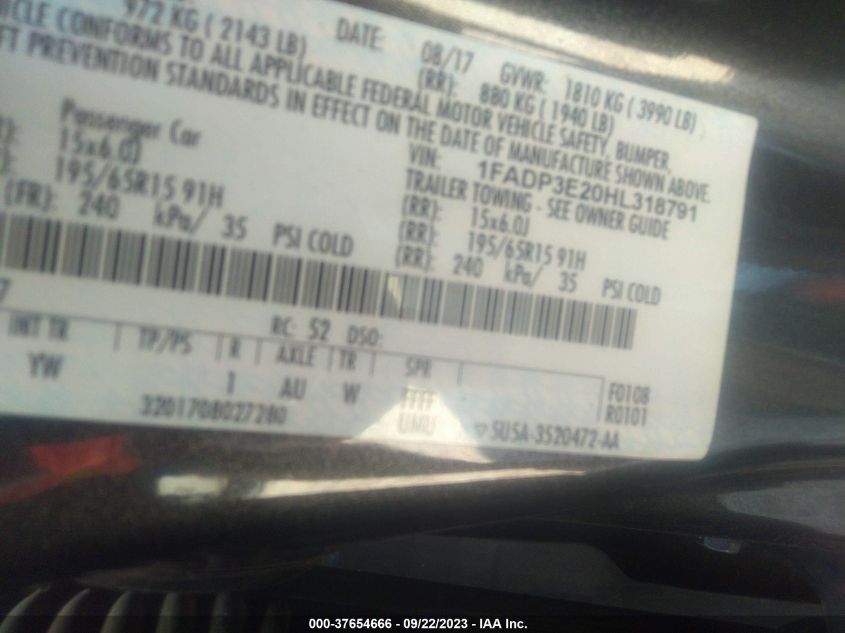 972 KG ( 2143 LB) DATE: 08/17 GVWR: 1810 KG ( 3990 LB)
(RR): 880 KG ( 1940 LB)
CONFORMS TO ALL APPLICABLE FEDERAL MOTOR VEHICLE SAFETY, BUMPER,
PREVENTION STANDARDS IN EFFECT ON THE DATE OF MANUFACTURE SHOWN ABOVE.
VIN: 1FADP3E20HL318791
Passenger Car TRAILER TOWING - SEE OWNER GUIDE
15x6.0J (RR): 15x6.0J
195/65R15 91H (RR): 195/65R15 91H
(FR): 240 kPa/ 35 PSI COLD (RR): 240 kPa/ 35 PSI COLD
RC: 52 DSO:
INT TR TP/PS R AXLE TR SPR
YW 1 AU W FFFF F0108
3201708027280 UMU R0101
5U5A-3520472-AA
000-37654666 - 09/22/2023 - IAA Inc.